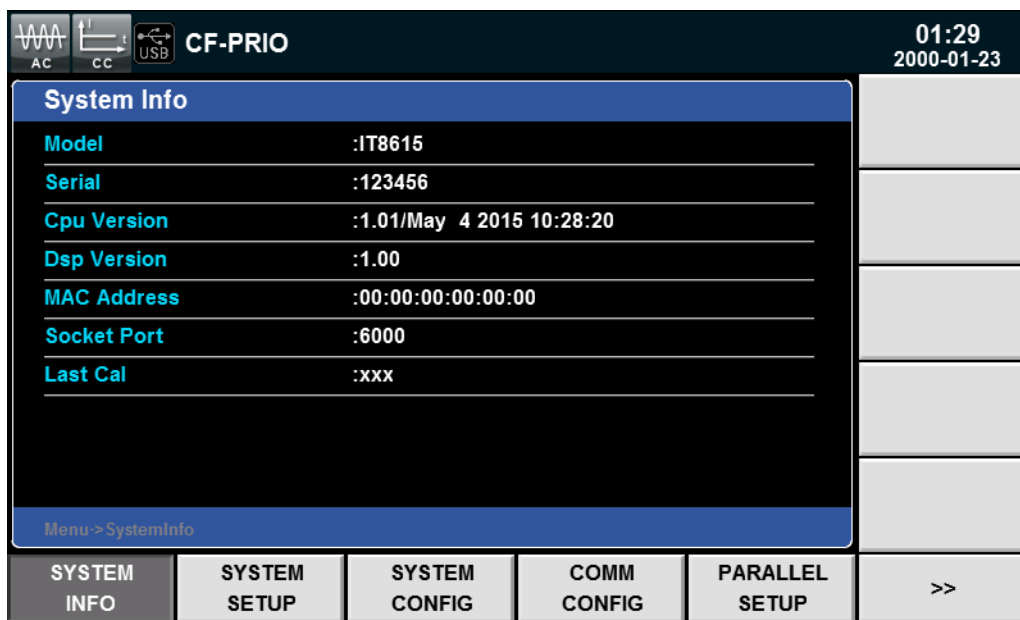 AC CC USB CF-PRIO 01:29
2000-01-23
System Info
Model :IT8615
Serial :123456
Cpu Version :1.01/May  4 2015 10:28:20
Dsp Version :1.00
MAC Address :00:00:00:00:00:00
Socket Port :6000
Last Cal :xxx
Menu->SystemInfo
SYSTEM INFO
SYSTEM SETUP
SYSTEM CONFIG
COMM CONFIG
PARALLEL SETUP
>>